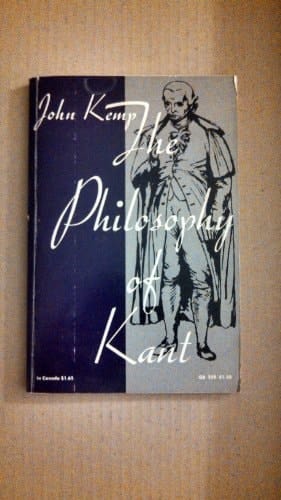 John Kemp
The
Philosophy
of
Kant
In Canada $1.65